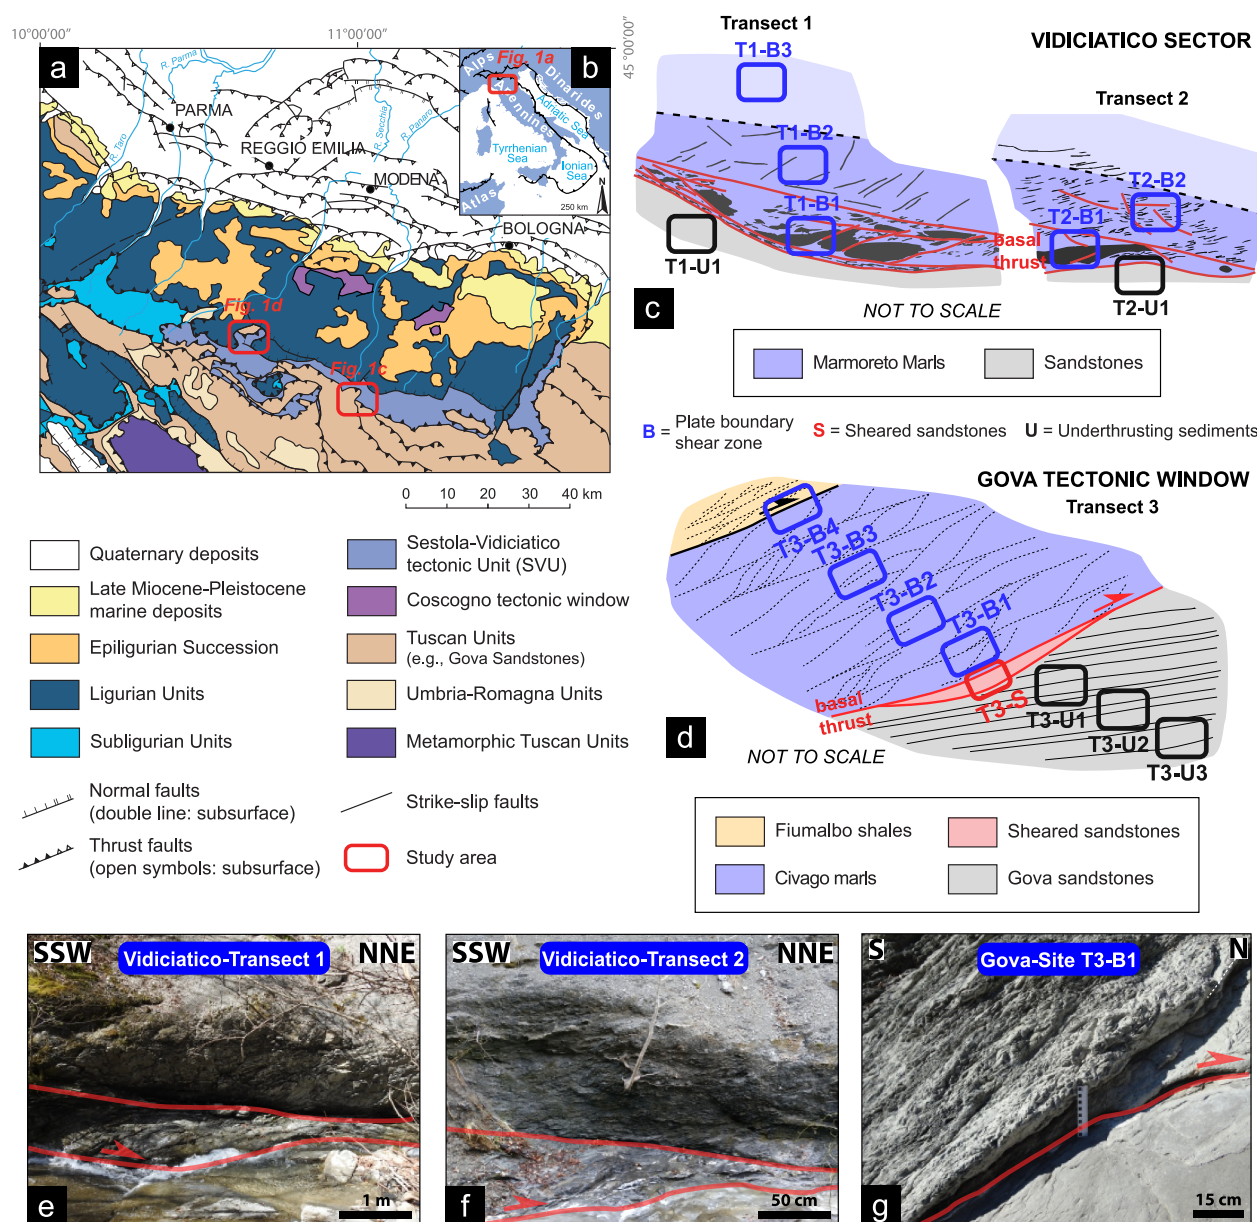 10°00'00"
11°00'00"
45°00'00"
a
R. Parma
R. Taro
R. Secchia
R. Panaro
PARMA
REGGIO EMILIA
MODENA
BOLOGNA
Fig. 1d
Fig. 1c
b
Fig. 1a
Alps
Dinarides
Apennines
Adriatic Sea
Tyrrhenian
Sea
Ionian
Sea
Atlas
N
250 km
0 10 20 30 40 km
Quaternary deposits
Late Miocene-Pleistocene
marine deposits
Epiligurian Succession
Ligurian Units
Subligurian Units
Normal faults
(double line: subsurface)
Thrust faults
(open symbols: subsurface)
Sestola-Vidiciatico
tectonic Unit (SVU)
Coscogno tectonic window
Tuscan Units
(e.g., Gova Sandstones)
Umbria-Romagna Units
Metamorphic Tuscan Units
Strike-slip faults
Study area
Transect 1
VIDICIATICO SECTOR
T1-B3
Transect 2
T1-B2
T2-B2
T1-B1
T2-B1
T1-U1
basal
thrust
T2-U1
c
NOT TO SCALE
Marmoreto Marls
Sandstones
B = Plate boundary
shear zone
S = Sheared sandstones
U = Underthrusting sediments
GOVA TECTONIC WINDOW
Transect 3
T3-B4
T3-B3
T3-B2
T3-B1
T3-S
basal
thrust
T3-U1
T3-U2
T3-U3
d
NOT TO SCALE
Fiumalbo shales
Sheared sandstones
Civago marls
Gova sandstones
SSW
Vidiciatico-Transect 1
NNE
e
1 m
SSW
Vidiciatico-Transect 2
NNE
f
50 cm
S
Gova-Site T3-B1
N
g
15 cm